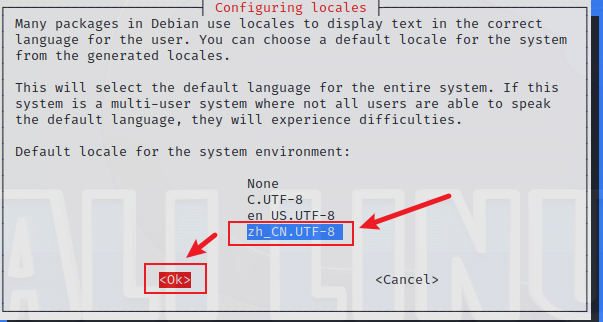 Configuring locales
Many packages in Debian use locales to display text in the correct
language for the user. You can choose a default locale for the system
from the generated locales.
This will select the default language for the entire system. If this
system is a multi-user system where not all users are able to speak
the default language, they will experience difficulties.
Default locale for the system environment:
None
C.UTF-8
en_US.UTF-8
zh_CN.UTF-8
<Ok> <Cancel>
ALI LINU